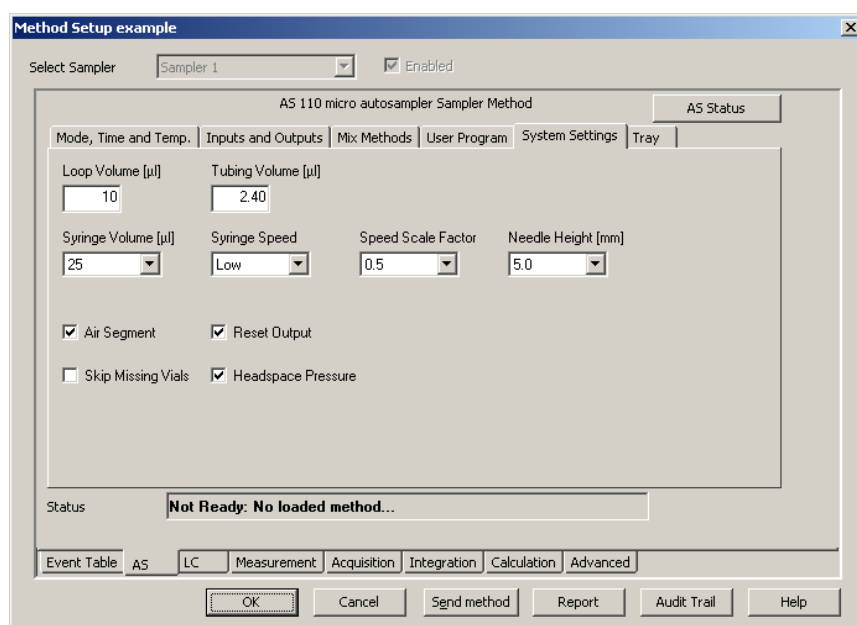 Method Setup example
Select Sampler Sampler 1 Enabled
AS 110 micro autosampler Sampler Method AS Status
Mode, Time and Temp. Inputs and Outputs Mix Methods User Program System Settings Tray
Loop Volume [µl] Tubing Volume [µl]
10 2.40
Syringe Volume [µl] Syringe Speed Speed Scale Factor Needle Height [mm]
25 Low 0.5 5.0
Air Segment Reset Output
Skip Missing Vials Headspace Pressure
Status Not Ready: No loaded method...
Event Table AS LC Measurement Acquisition Integration Calculation Advanced
OK Cancel Send method Report Audit Trail Help